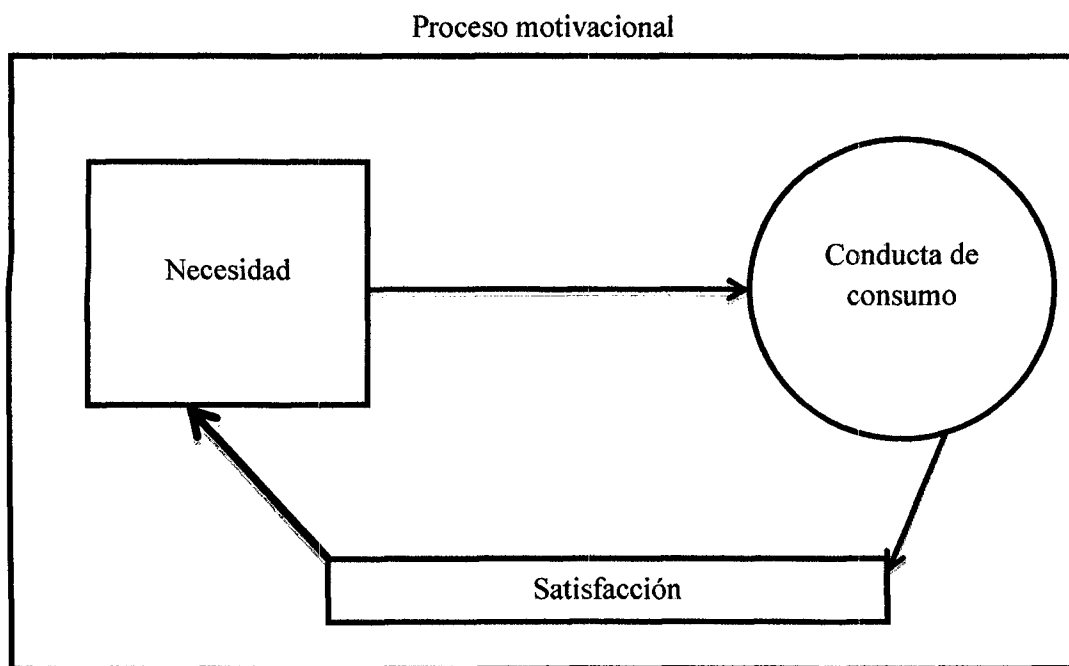 Proceso motivacional
Necesidad
Conducta de
consumo
Satisfacción